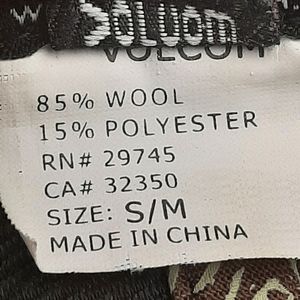 VOLCOM
85% WOOL
15% POLYESTER
RN# 29745
CA# 32350
SIZE: S/M
MADE IN CHINA